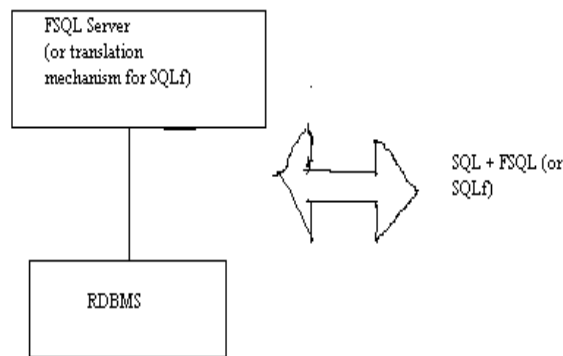 FSQL Server
(or translation
mechanism for SQLf)
SQL + FSQL (or
SQLf)
RDBMS